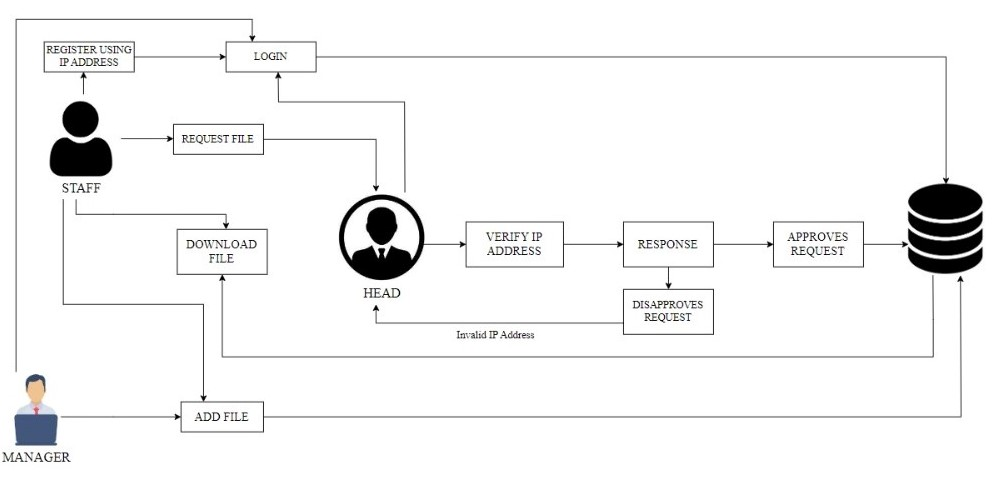 REGISTER USING
IP ADDRESS
LOGIN
REQUEST FILE
STAFF
DOWNLOAD
FILE
HEAD
VERIFY IP
ADDRESS
RESPONSE
APPROVES
REQUEST
DISAPPROVES
REQUEST
Invalid IP Address
ADD FILE
MANAGER